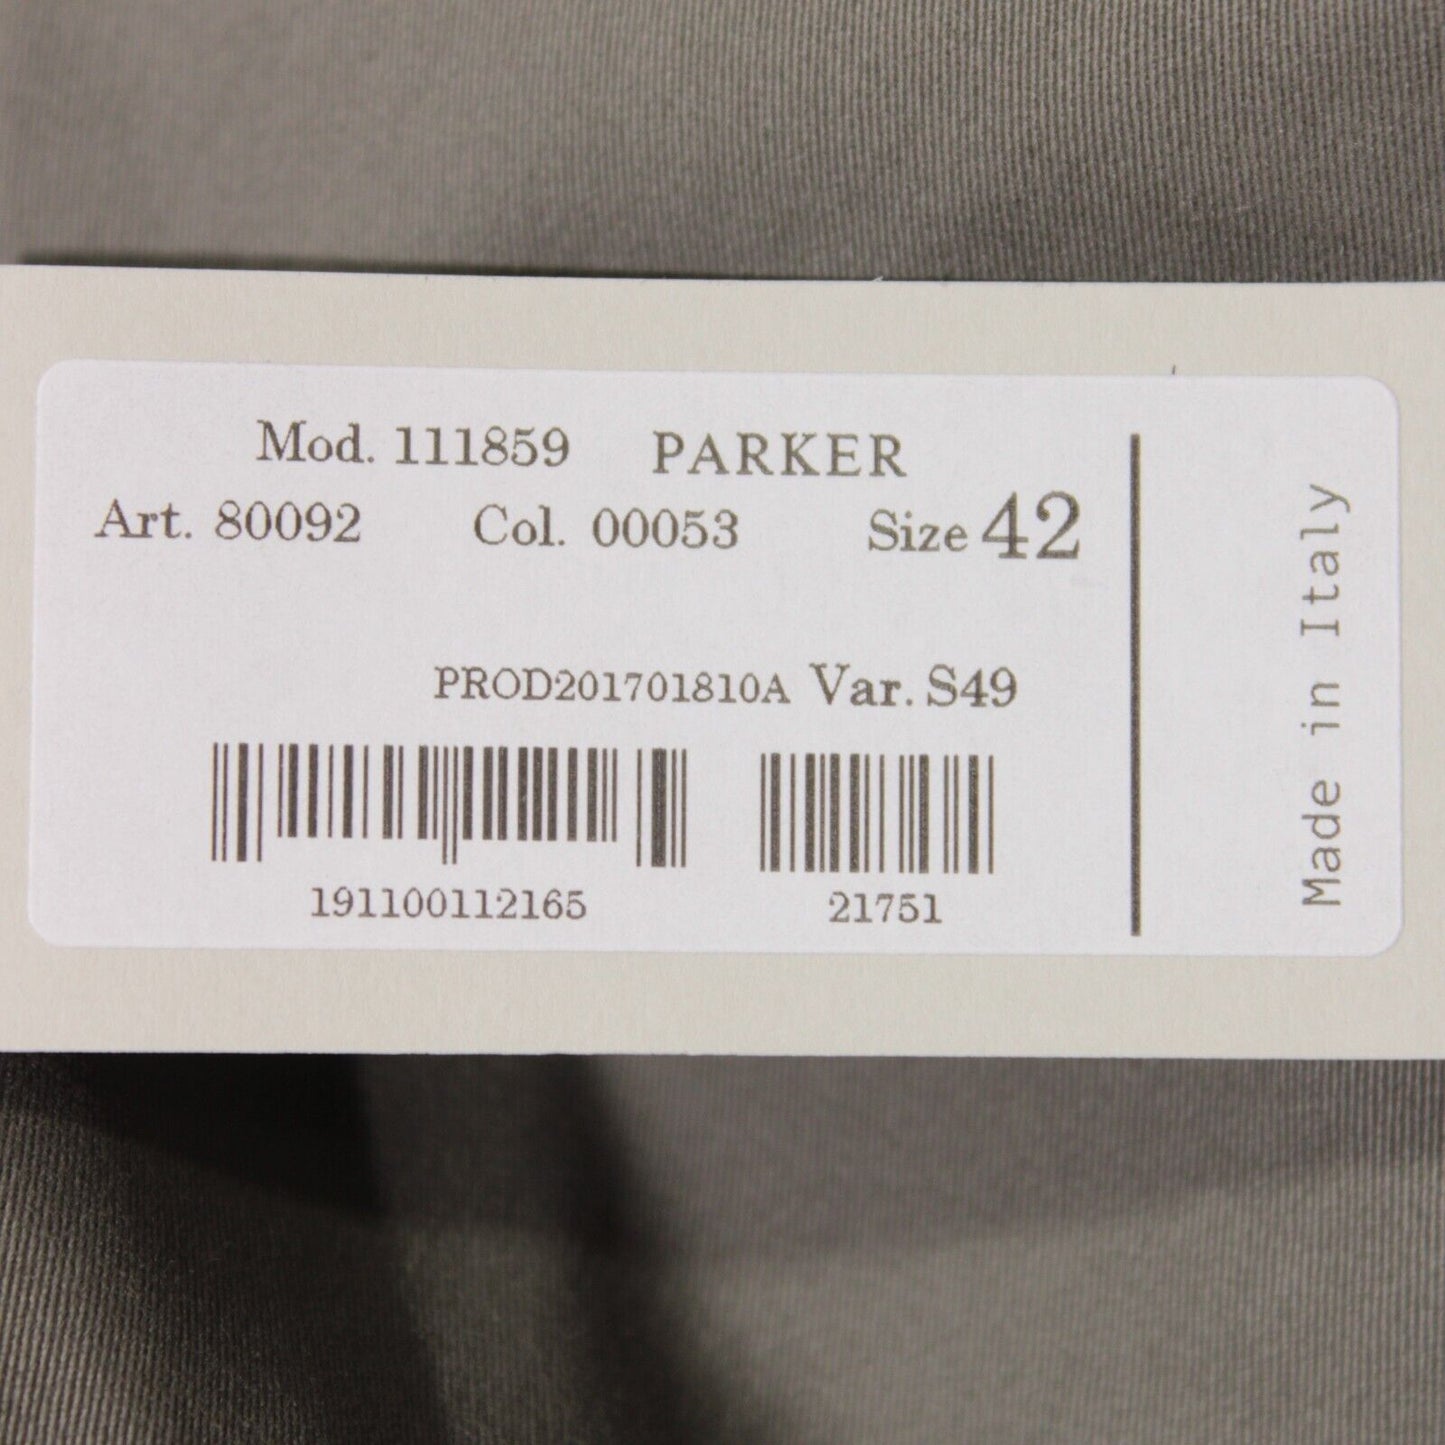 Mod. 111859 PARKER
Art. 80092 Col. 00053 Size 42
PROD201701810A Var. S49
191100112165 21751
Made in Italy